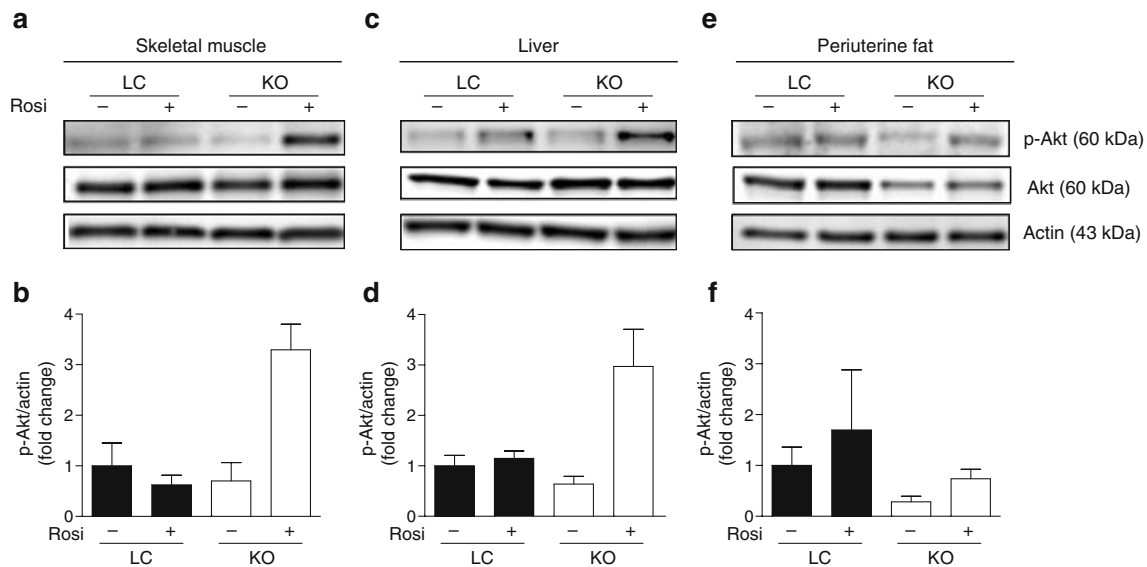 a
Skeletal muscle
LC KO
Rosi − + − +
c
Liver
LC KO
− + − +
e
Periuterine fat
LC KO
− + − +
p-Akt (60 kDa)
Akt (60 kDa)
Actin (43 kDa)
b
p-Akt/actin
(fold change)
4
3
2
1
0
Rosi − + − +
LC KO
d
p-Akt/actin
(fold change)
4
3
2
1
0
Rosi − + − +
LC KO
f
p-Akt/actin
(fold change)
4
3
2
1
0
Rosi − + − +
LC KO